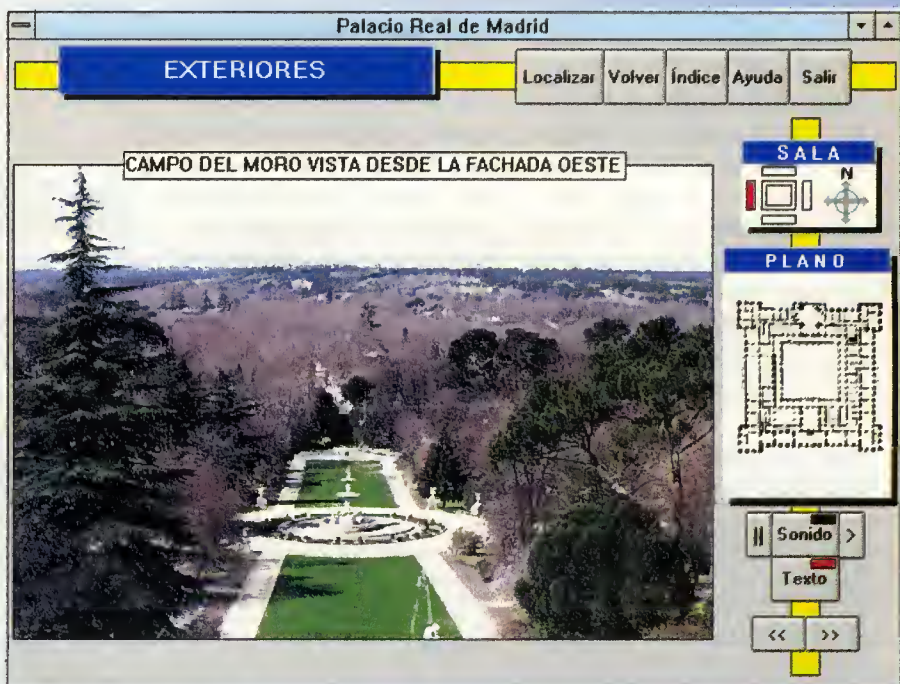 Palacio Real de Madrid
EXTERIORES
Localizar Volver Índice Ayuda Salir
CAMPO DEL MORO VISTA DESDE LA FACHADA OESTE
SALA
N
PLANO
|| Sonido >
Texto
<< >>